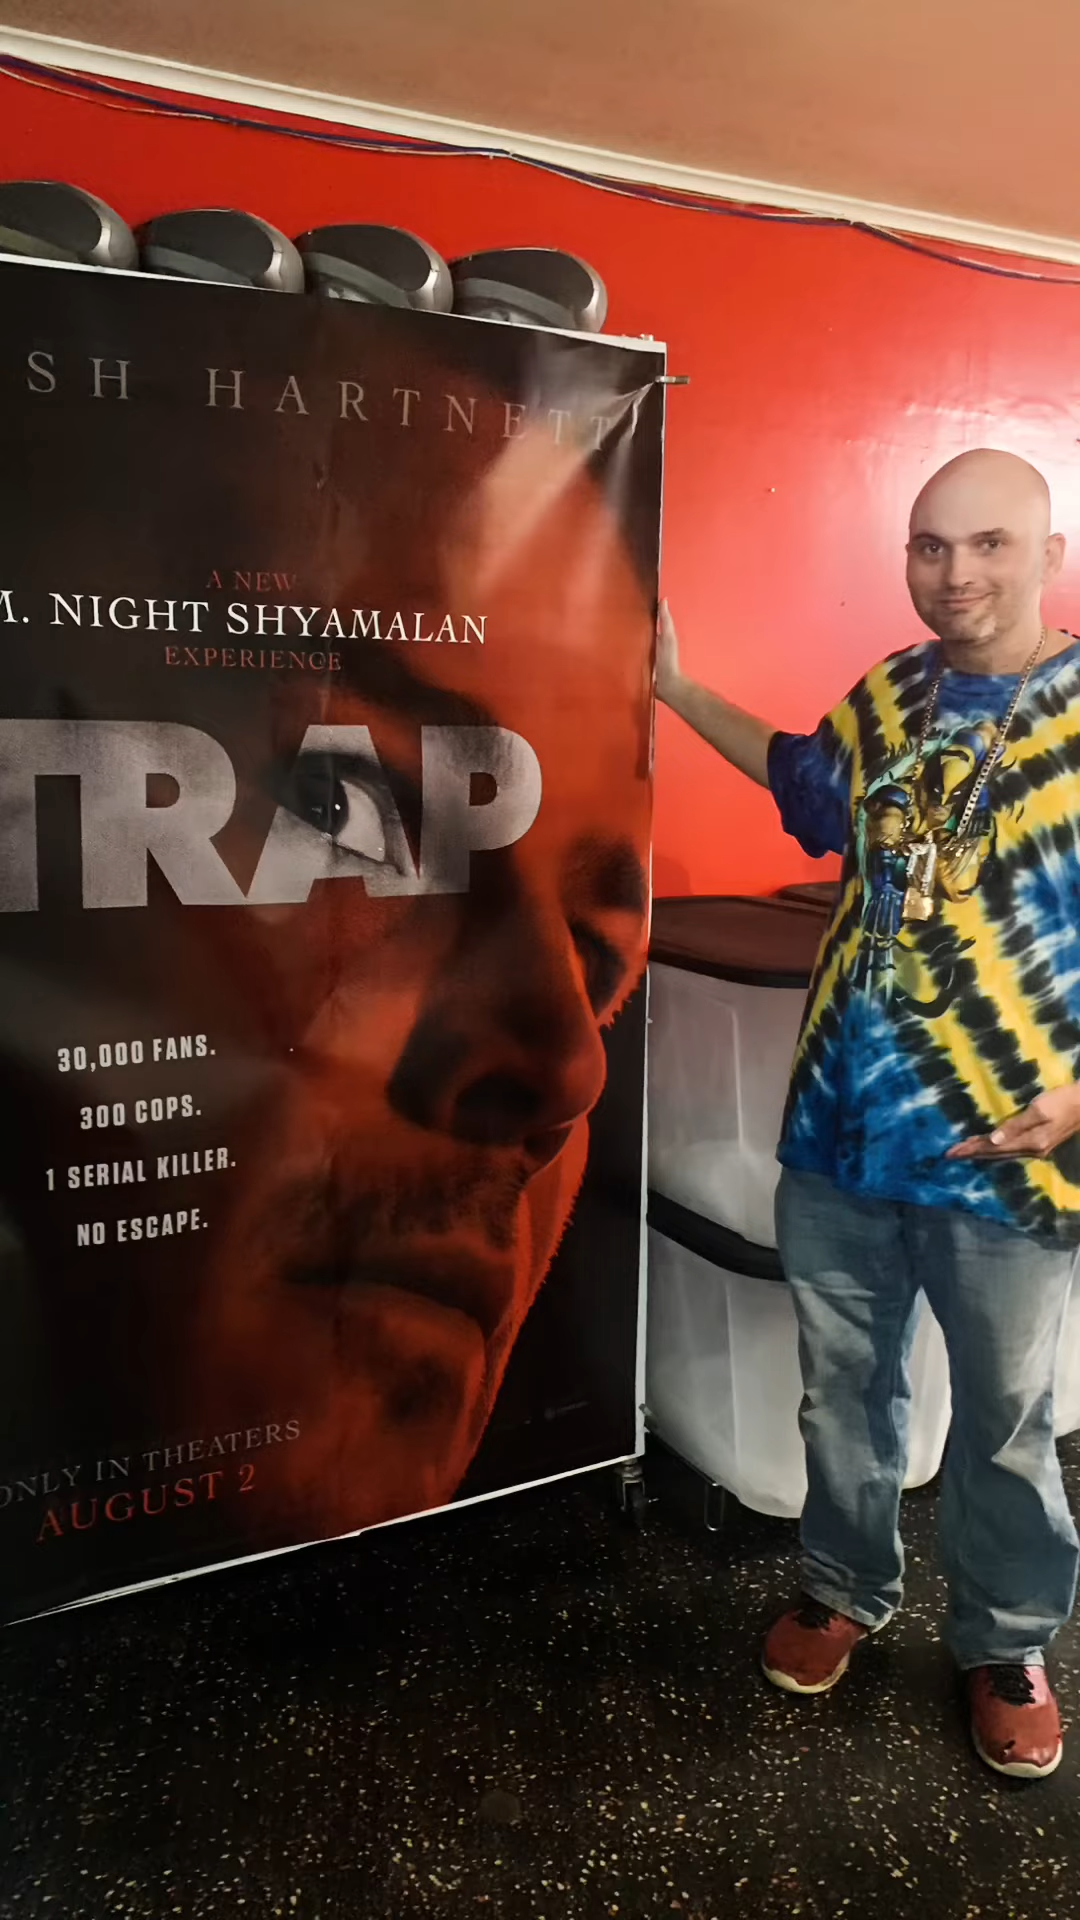 SH HARTNETT
A NEW
M. NIGHT SHYAMALAN
EXPERIENCE
TRAP
30,000 FANS.
300 COPS.
1 SERIAL KILLER.
NO ESCAPE.
ONLY IN THEATERS
AUGUST 2